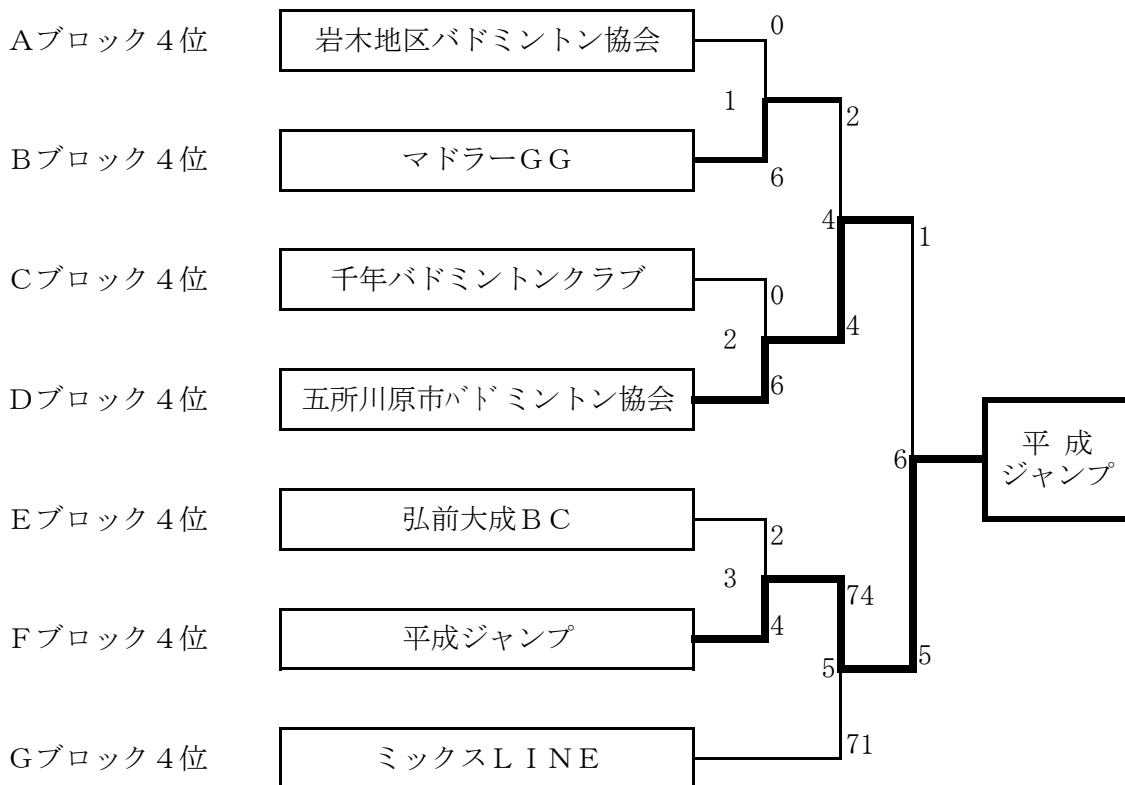 Aブロック4位
岩木地区バドミントン協会
0
1
2
Bブロック4位
マドラーGG
6
4
1
Cブロック4位
千年バドミントンクラブ
0
2
4
Dブロック4位
五所川原市バドミントン協会
6
平成
ジャンプ
6
Eブロック4位
弘前大成BC
2
3
74
Fブロック4位
平成ジャンプ
4
5
5
Gブロック4位
ミックスLINE
71